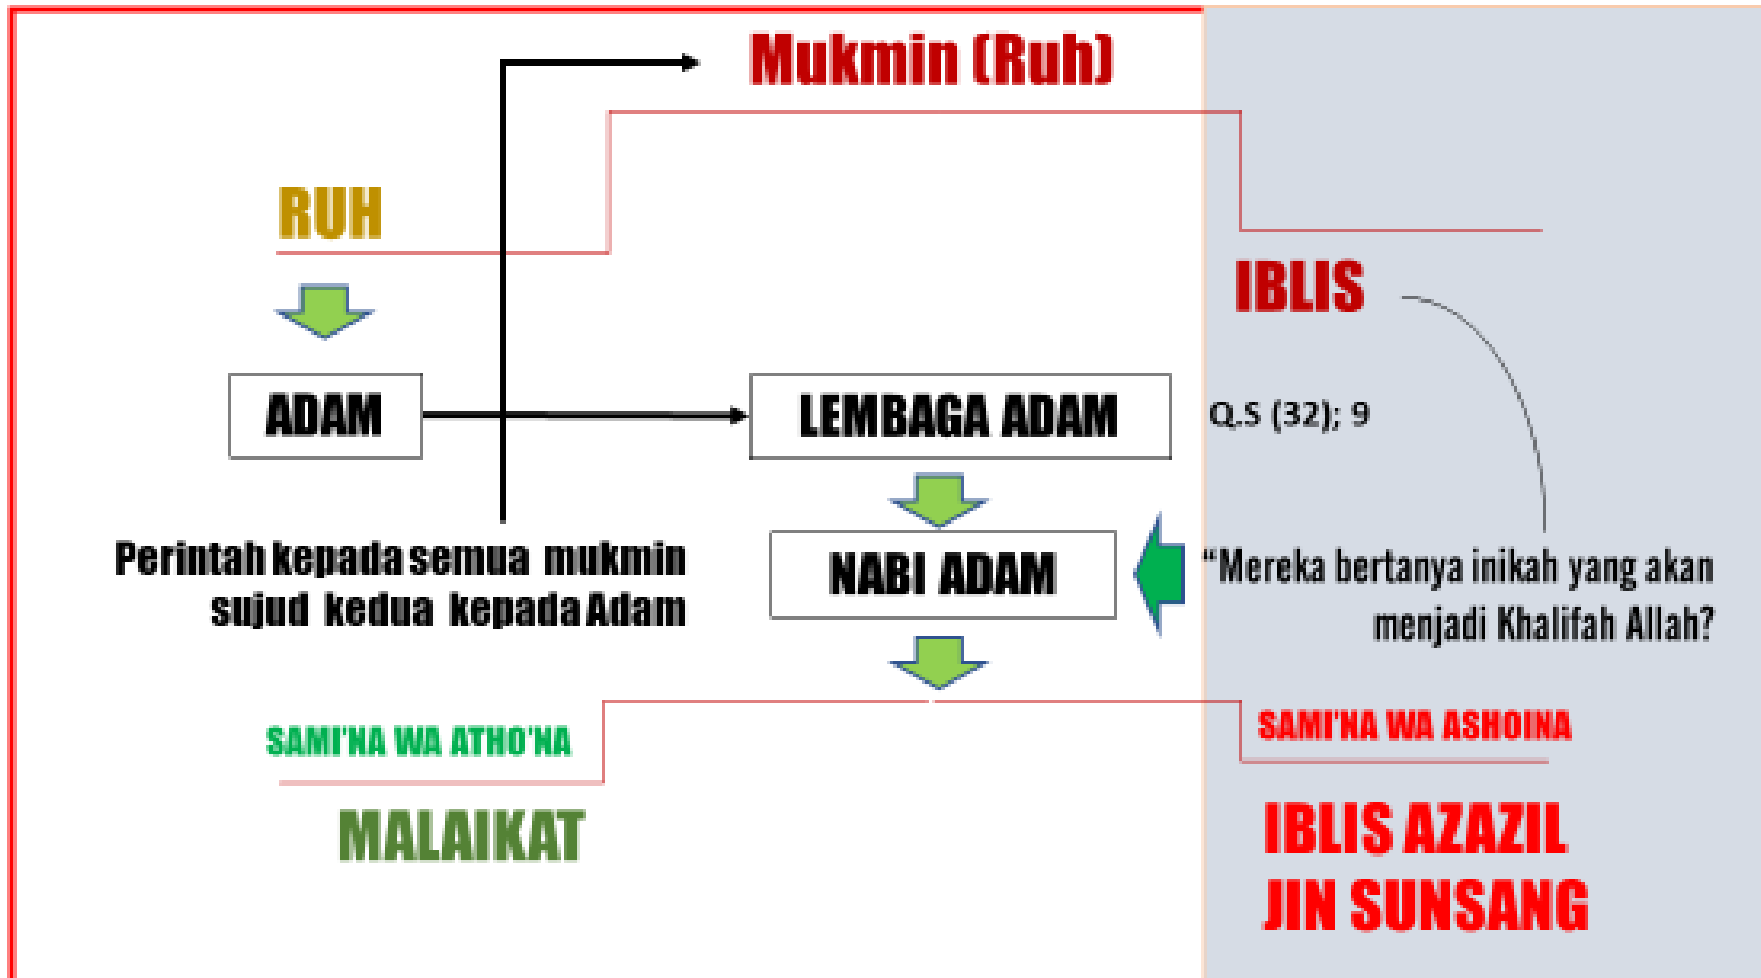 Mukmin (Ruh)
RUH
IBLIS
ADAM
LEMBAGA ADAM
Q.S (32); 9
Perintah kepada semua mukmin
sujud kedua kepada Adam
NABI ADAM
“Mereka bertanya inikah yang akan
menjadi Khalifah Allah?
SAMI'NA WA ATHO'NA
SAMI'NA WA ASHOINA
MALAIKAT
IBLIS AZAZIL
JIN SUNSANG